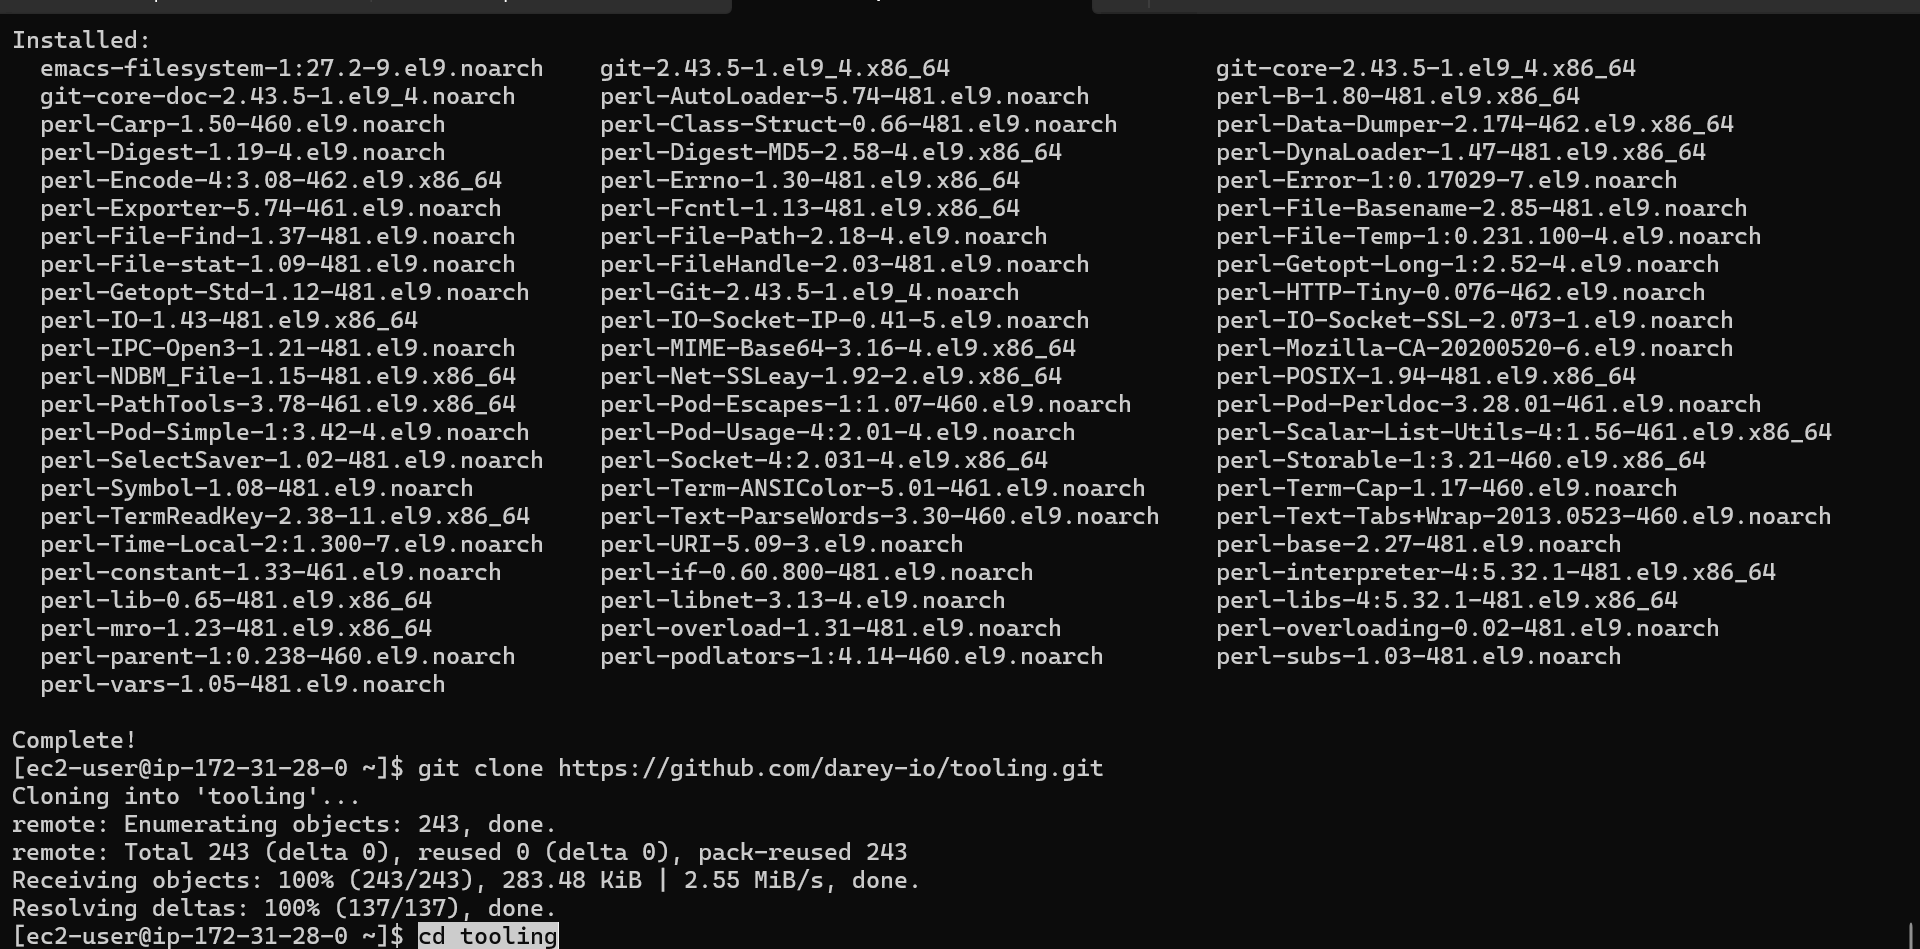 Installed:
  emacs-filesystem-1:27.2-9.el9.noarch    git-2.43.5-1.el9_4.x86_64                   git-core-2.43.5-1.el9_4.x86_64
  git-core-doc-2.43.5-1.el9_4.noarch      perl-AutoLoader-5.74-481.el9.noarch         perl-B-1.80-481.el9.x86_64
  perl-Carp-1.50-460.el9.noarch           perl-Class-Struct-0.66-481.el9.noarch       perl-Data-Dumper-2.174-462.el9.x86_64
  perl-Digest-1.19-4.el9.noarch           perl-Digest-MD5-2.58-4.el9.x86_64           perl-DynaLoader-1.47-481.el9.x86_64
  perl-Encode-4:3.08-462.el9.x86_64       perl-Errno-1.30-481.el9.x86_64              perl-Error-1:0.17029-7.el9.noarch
  perl-Exporter-5.74-461.el9.noarch       perl-Fcntl-1.13-481.el9.x86_64              perl-File-Basename-2.85-481.el9.noarch
  perl-File-Find-1.37-481.el9.noarch      perl-File-Path-2.18-4.el9.noarch            perl-File-Temp-1:0.231.100-4.el9.noarch
  perl-File-stat-1.09-481.el9.noarch      perl-FileHandle-2.03-481.el9.noarch         perl-Getopt-Long-1:2.52-4.el9.noarch
  perl-Getopt-Std-1.12-481.el9.noarch     perl-Git-2.43.5-1.el9_4.noarch              perl-HTTP-Tiny-0.076-462.el9.noarch
  perl-IO-1.43-481.el9.x86_64             perl-IO-Socket-IP-0.41-5.el9.noarch         perl-IO-Socket-SSL-2.073-1.el9.noarch
  perl-IPC-Open3-1.21-481.el9.noarch      perl-MIME-Base64-3.16-4.el9.x86_64          perl-Mozilla-CA-20200520-6.el9.noarch
  perl-NDBM_File-1.15-481.el9.x86_64      perl-Net-SSLeay-1.92-2.el9.x86_64           perl-POSIX-1.94-481.el9.x86_64
  perl-PathTools-3.78-461.el9.x86_64      perl-Pod-Escapes-1:1.07-460.el9.noarch      perl-Pod-Perldoc-3.28.01-461.el9.noarch
  perl-Pod-Simple-1:3.42-4.el9.noarch     perl-Pod-Usage-4:2.01-4.el9.noarch          perl-Scalar-List-Utils-4:1.56-461.el9.x86_64
  perl-SelectSaver-1.02-481.el9.noarch    perl-Socket-4:2.031-4.el9.x86_64            perl-Storable-1:3.21-460.el9.x86_64
  perl-Symbol-1.08-481.el9.noarch         perl-Term-ANSIColor-5.01-461.el9.noarch     perl-Term-Cap-1.17-460.el9.noarch
  perl-TermReadKey-2.38-11.el9.x86_64     perl-Text-ParseWords-3.30-460.el9.noarch    perl-Text-Tabs+Wrap-2013.0523-460.el9.noarch
  perl-Time-Local-2:1.300-7.el9.noarch    perl-URI-5.09-3.el9.noarch                  perl-base-2.27-481.el9.noarch
  perl-constant-1.33-461.el9.noarch       perl-if-0.60.800-481.el9.noarch             perl-interpreter-4:5.32.1-481.el9.x86_64
  perl-lib-0.65-481.el9.x86_64            perl-libnet-3.13-4.el9.noarch               perl-libs-4:5.32.1-481.el9.x86_64
  perl-mro-1.23-481.el9.x86_64            perl-overload-1.31-481.el9.noarch           perl-overloading-0.02-481.el9.noarch
  perl-parent-1:0.238-460.el9.noarch      perl-podlators-1:4.14-460.el9.noarch        perl-subs-1.03-481.el9.noarch
  perl-vars-1.05-481.el9.noarch
Complete!
[ec2-user@ip-172-31-28-0 ~]$ git clone https://github.com/darey-io/tooling.git
Cloning into 'tooling'...
remote: Enumerating objects: 243, done.
remote: Total 243 (delta 0), reused 0 (delta 0), pack-reused 243
Receiving objects: 100% (243/243), 283.48 KiB | 2.55 MiB/s, done.
Resolving deltas: 100% (137/137), done.
[ec2-user@ip-172-31-28-0 ~]$ cd tooling